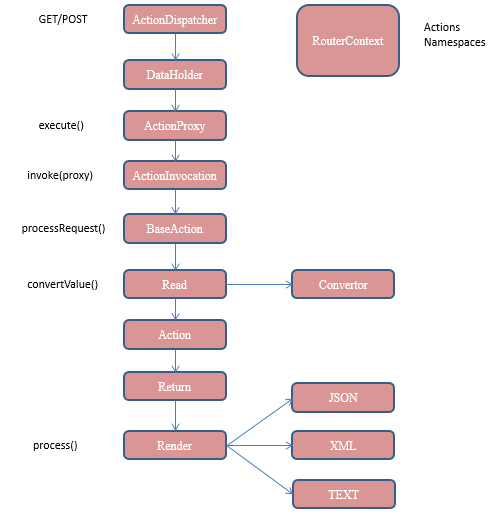 GET/POST
ActionDispatcher
RouterContext
Actions
Namespaces
DataHolder
execute()
ActionProxy
invoke(proxy)
ActionInvocation
processRequest()
BaseAction
convertValue()
Read
Convertor
Action
Return
JSON
process()
Render
XML
TEXT